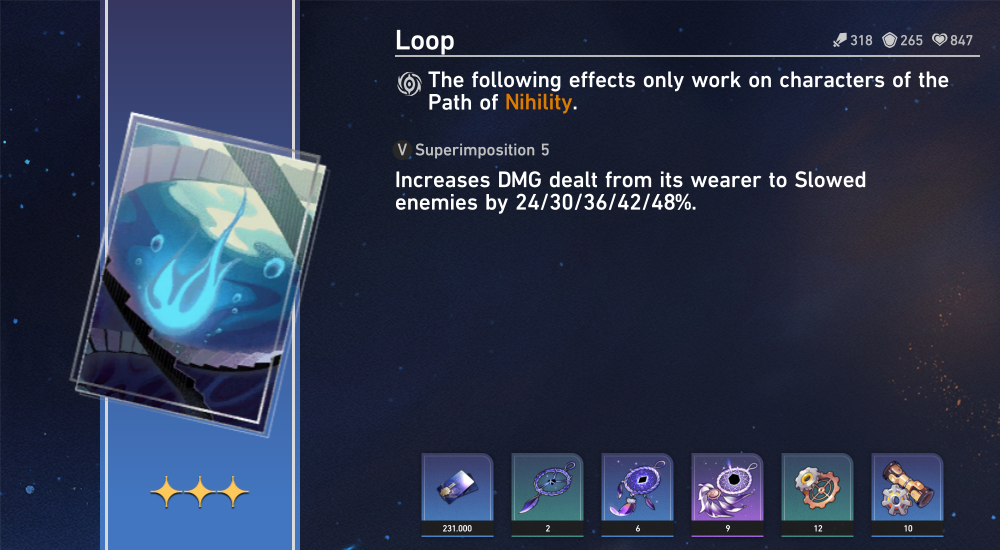 Loop
318 265 847
The following effects only work on characters of the
Path of Nihility.
V Superimposition 5
Increases DMG dealt from its wearer to Slowed
enemies by 24/30/36/42/48%.
231.000 2 6 9 12 10